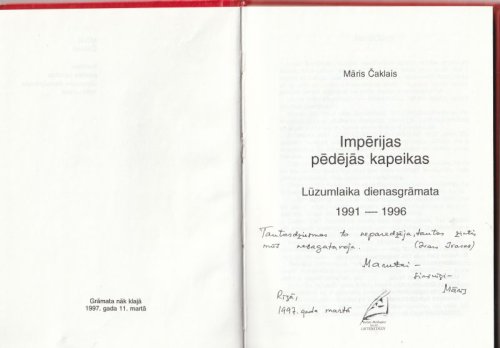 Grāmata nāk klajā
1997. gada 11. martā
Māris Čaklais
Impērijas
pēdējās kapeikas
Lūzumlaika dienasgrāmata
1991 — 1996
Tautasdziesmas to neparedzēja, tautas
mūs nesagatavoja.
Rīgā,
1997. gada martā
Māris